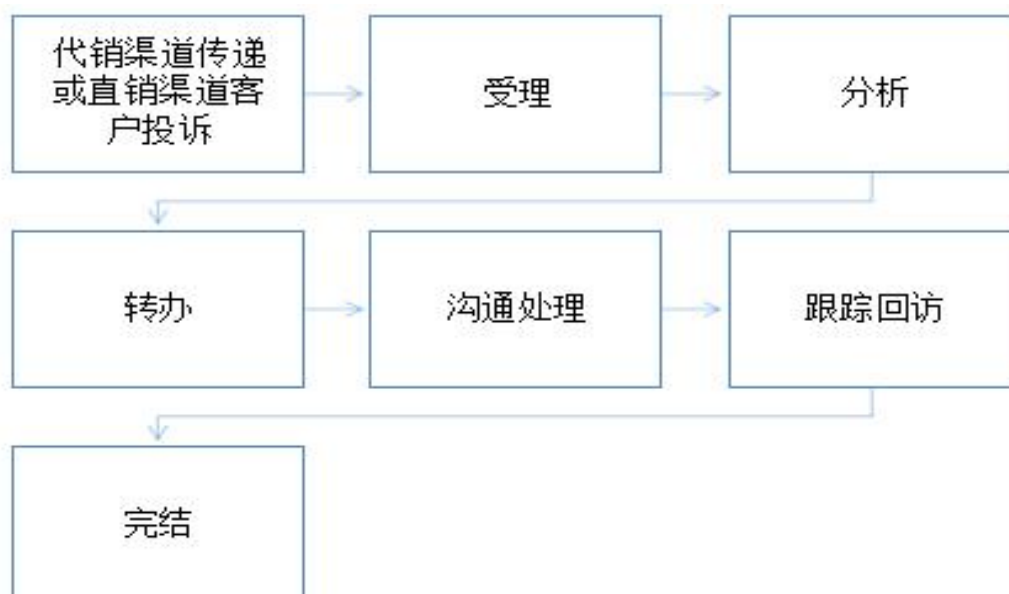 代销渠道传递
或直销渠道客
户投诉
受理
分析
转办
沟通处理
跟踪回访
完结